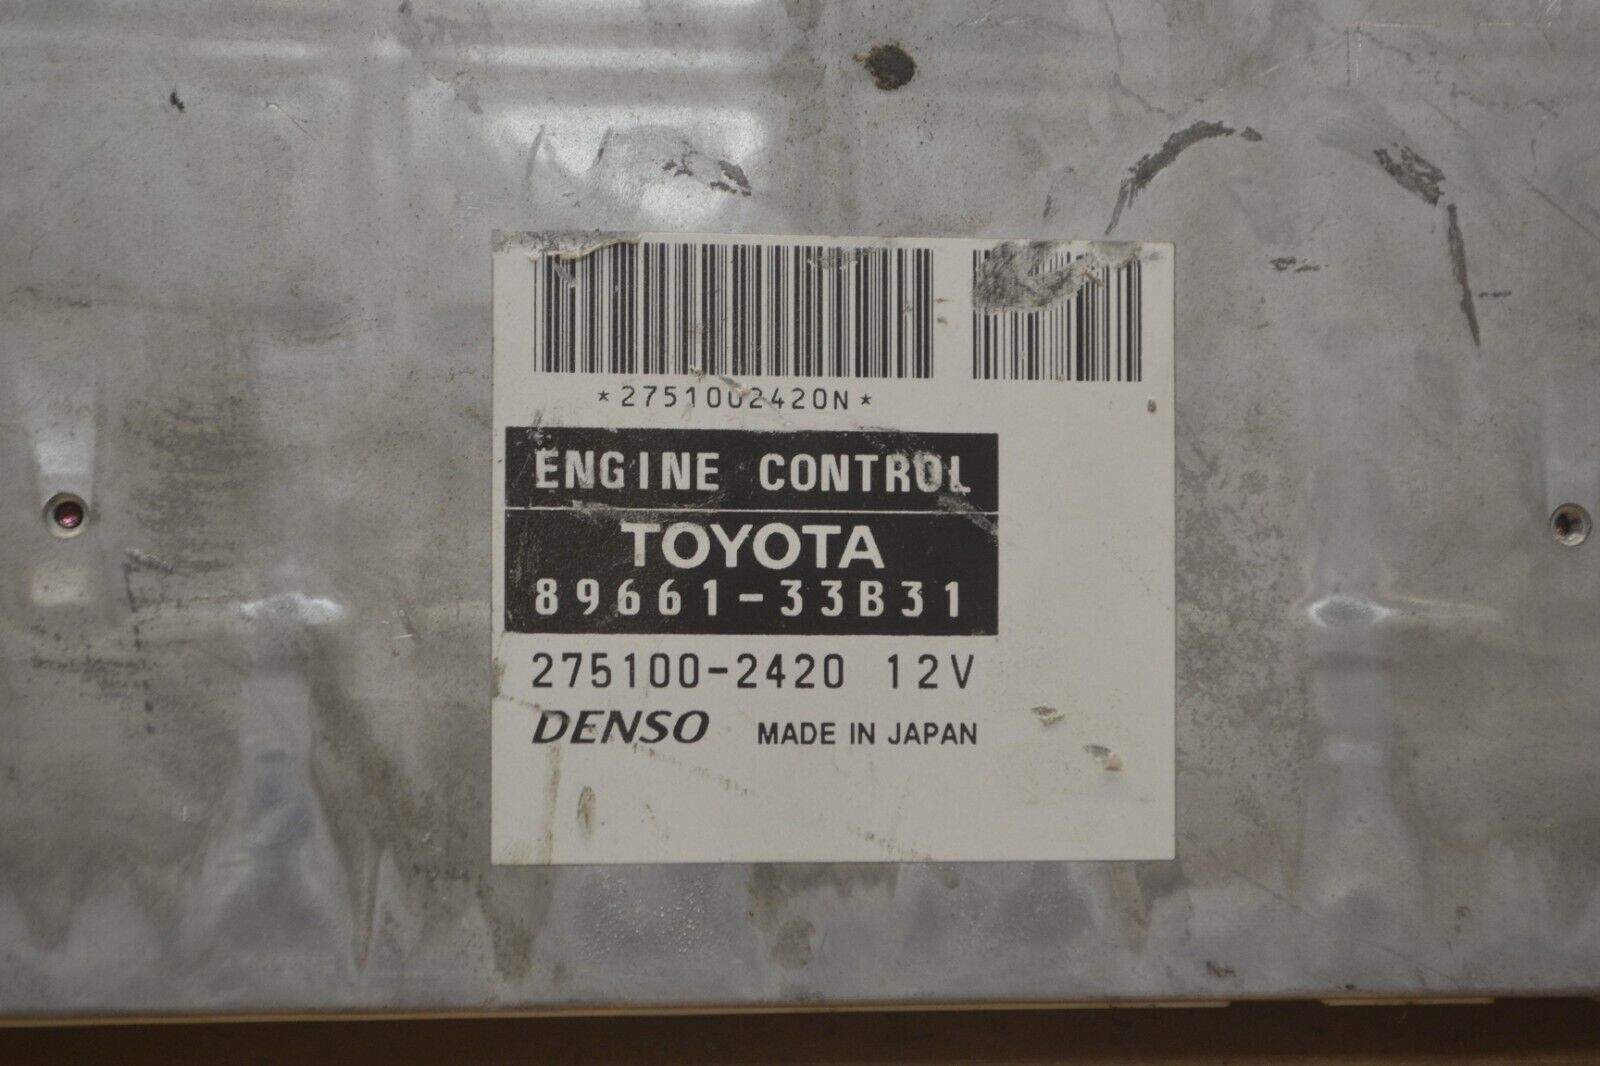 *2751002420N*
ENGINE CONTROL
TOYOTA
89661-33B31
275100-2420 12V
DENSO MADE IN JAPAN